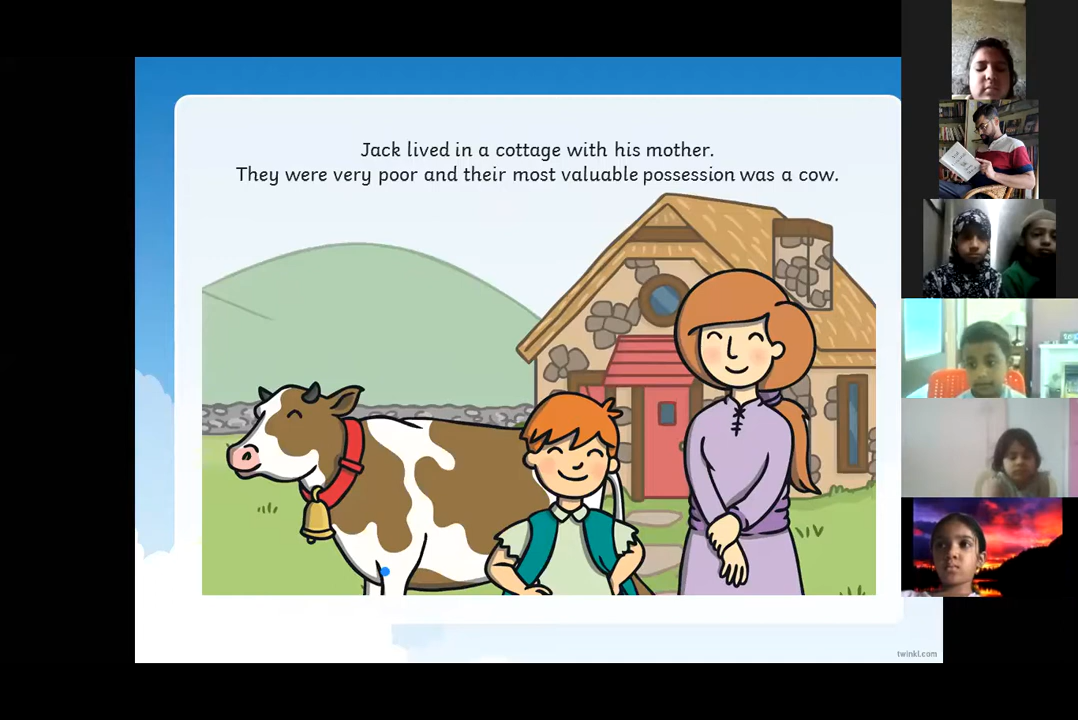 Jack lived in a cottage with his mother.
They were very poor and their most valuable possession was a cow.
twinkl.com